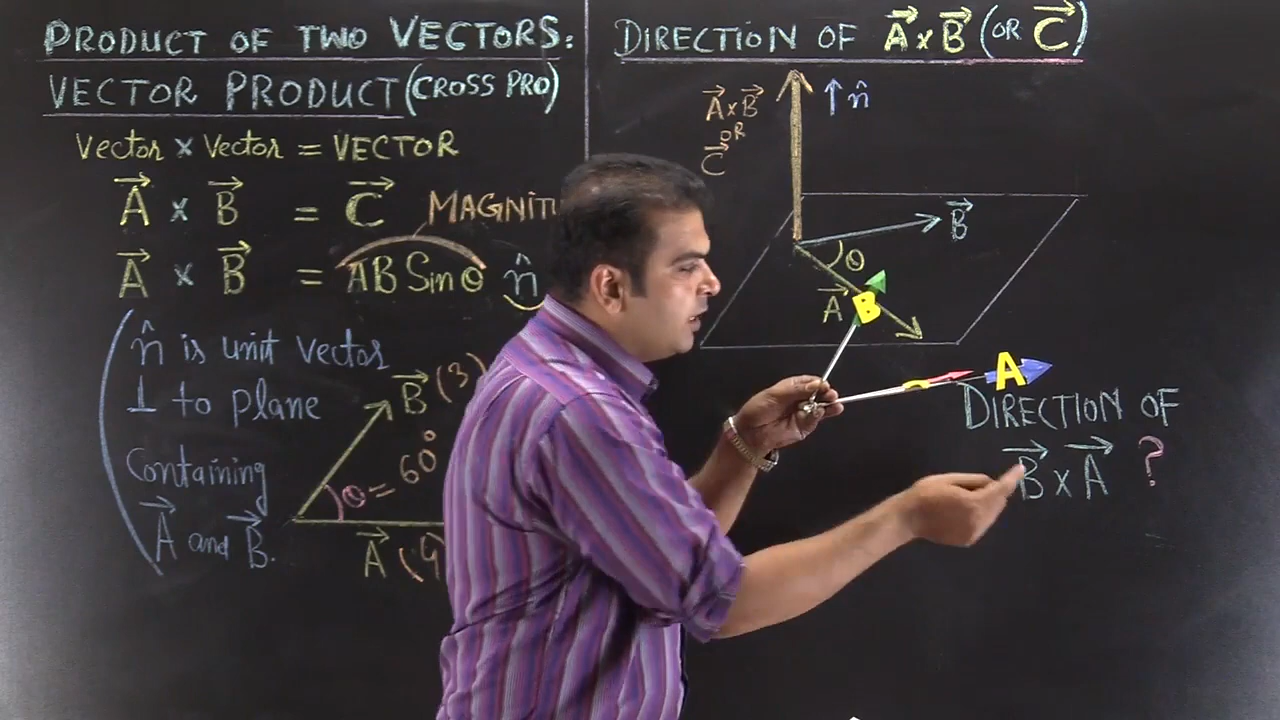 PRODUCT OF TWO VECTORS:
VECTOR PRODUCT (CROSS PRO)
Vector × Vector = VECTOR
A⃗ × B⃗ = C⃗
MAGNITU
A⃗ × B⃗ = AB Sin θ n̂
n̂ is unit vector
⊥ to plane
Containing
A⃗ and B⃗.
B⃗ (3)
θ = 60°
A⃗
DIRECTION OF A⃗ × B⃗ (OR C⃗)
A⃗ × B⃗
OR
C⃗
↑ n̂
B⃗
θ
A⃗
B
A
DIRECTION OF
B⃗ × A⃗ ?